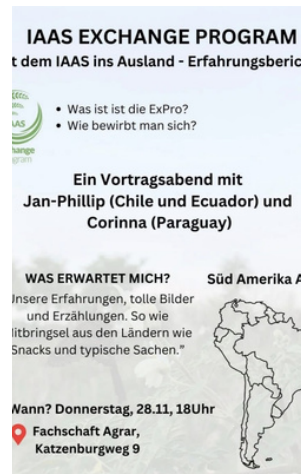 IAAS EXCHANGE PROGRAM
t dem IAAS ins Ausland - Erfahrungsberic
AAS
hange
gram
• Was ist ist die ExPro?
• Wie bewirbt man sich?
Ein Vortragsabend mit
Jan-Phillip (Chile und Ecuador) und
Corinna (Paraguay)
WAS ERWARTET MICH?
Unsere Erfahrungen, tolle Bilder
und Erzählungen. So wie
itbringsel aus den Ländern wie
Snacks und typische Sachen."
Süd Amerika A
Wann? Donnerstag, 28.11, 18Uhr
Fachschaft Agrar,
Katzenburgweg 9